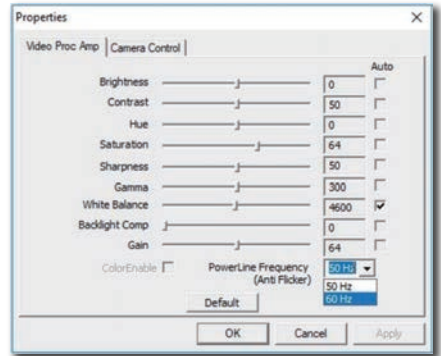 Properties
Video Proc Amp Camera Control
Auto
Brightness 0
Contrast 50
Hue 0
Saturation 64
Sharpness 50
Gamma 300
White Balance 4600
Backlight Comp 0
Gain 64
ColorEnable PowerLine Frequency 50 Hz
(Anti Flicker)
50 Hz
60 Hz
Default
OK Cancel Apply